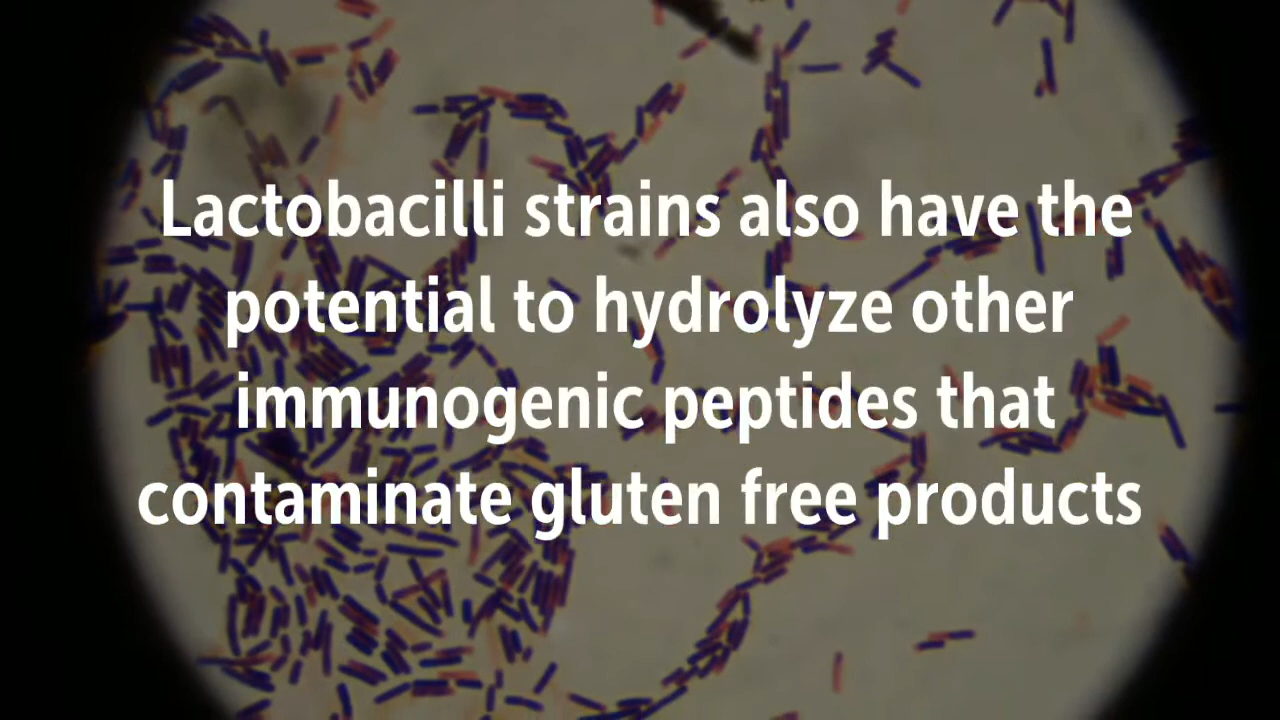 Lactobacilli strains also have the
potential to hydrolyze other
immunogenic peptides that
contaminate gluten free products